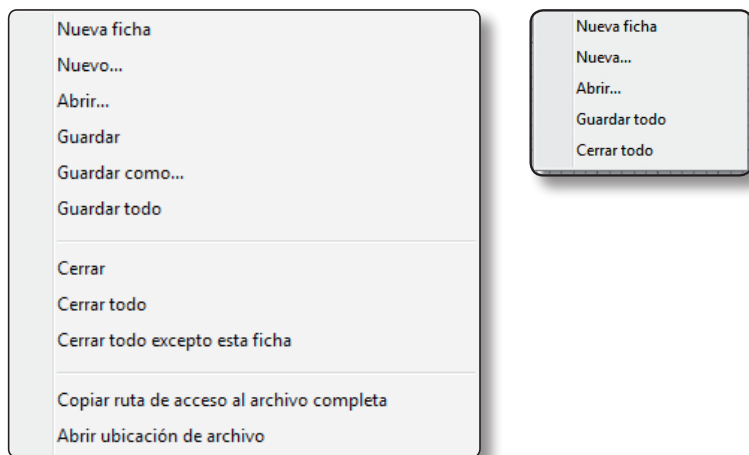 Nueva ficha
Nuevo...
Abrir...
Guardar
Guardar como...
Guardar todo
Cerrar
Cerrar todo
Cerrar todo excepto esta ficha
Copiar ruta de acceso al archivo completa
Abrir ubicación de archivo
Nueva ficha
Nueva...
Abrir...
Guardar todo
Cerrar todo